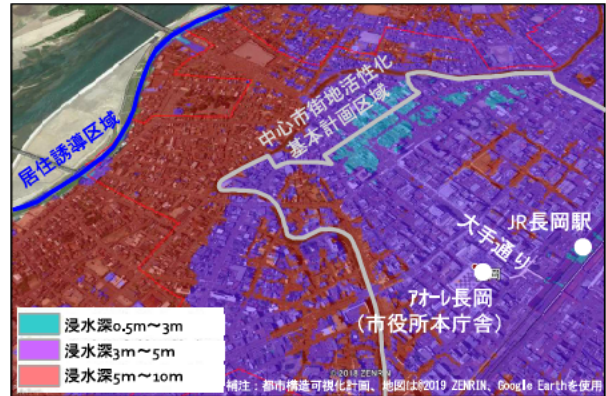 居住誘導区域
中心市街地活性化
基本計画区域
大手通り
JR長岡駅
アオーレ長岡
（市役所本庁舎）
浸水深0.5m～3m
浸水深3m～5m
浸水深5m～10m
©2018 ZENRIN
補注：都市構造可視化計画、地図は©2019 ZENRIN、Google Earthを使用